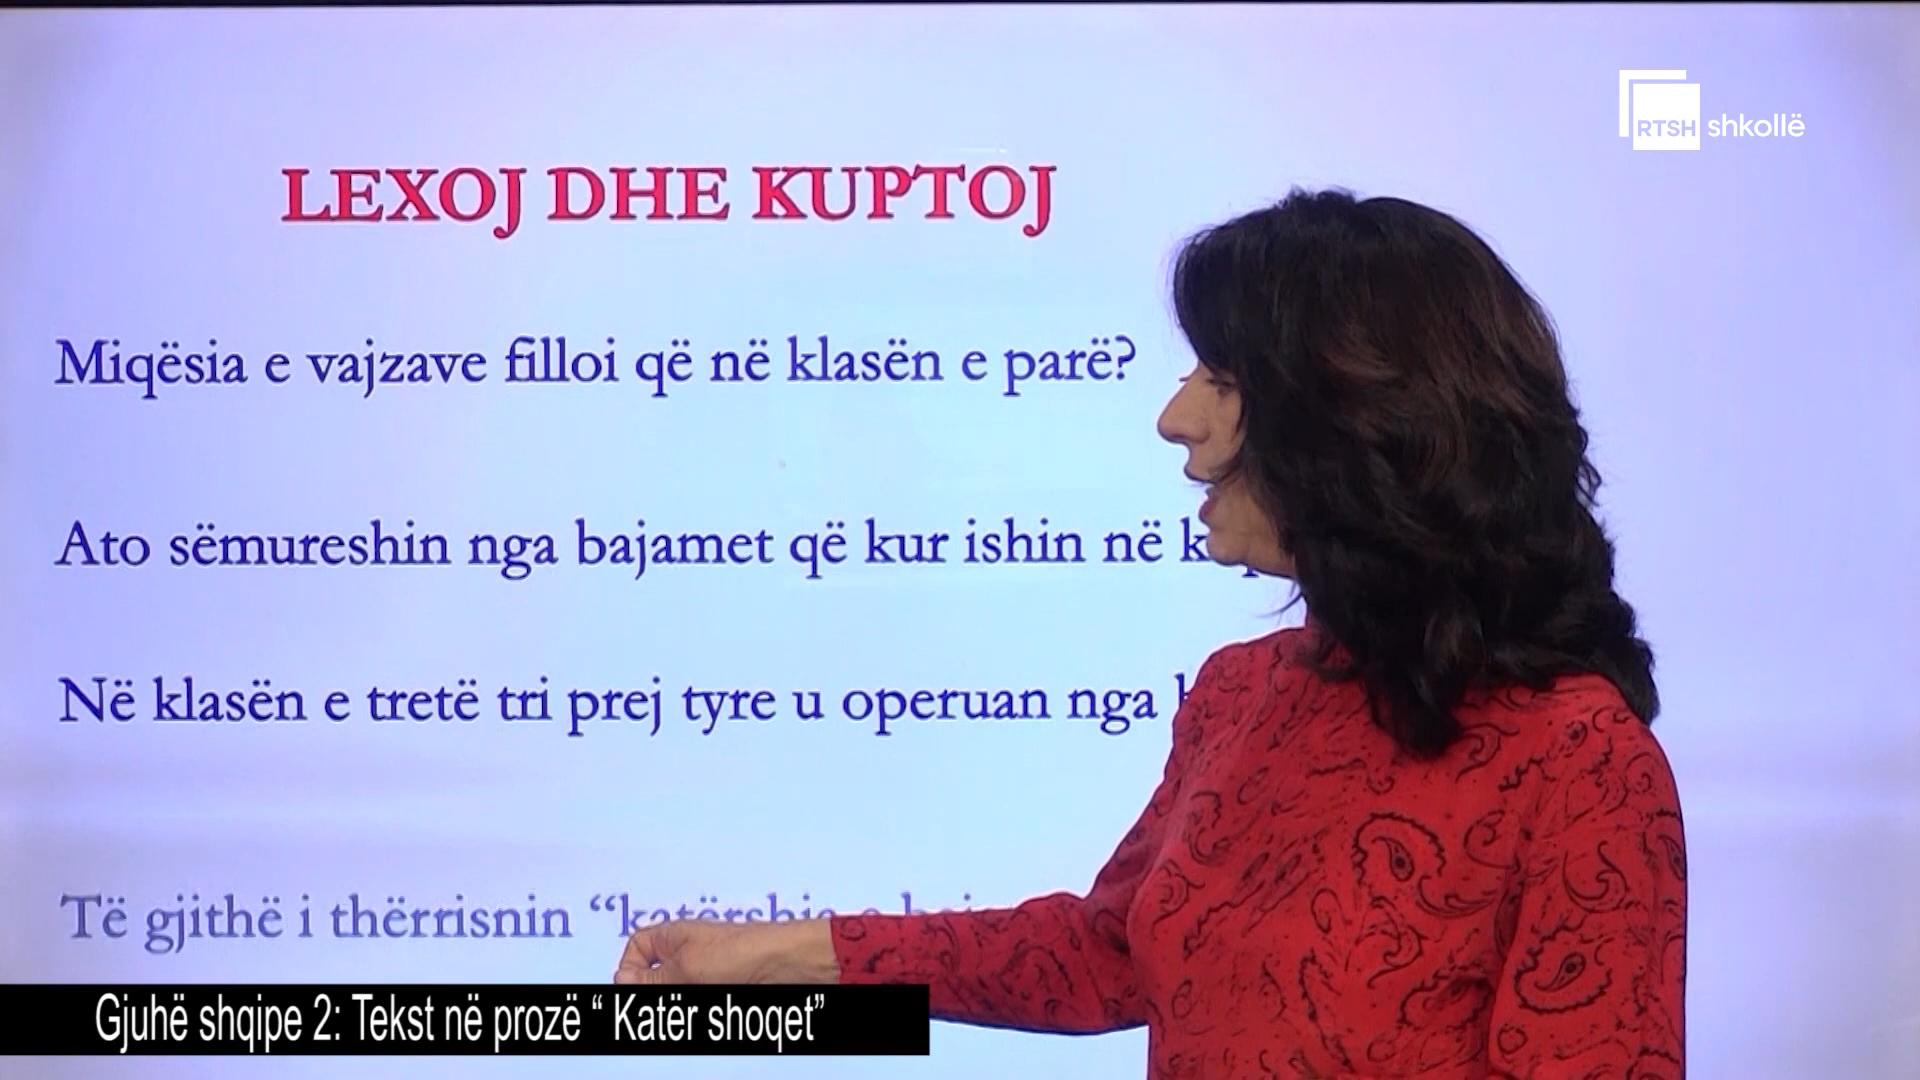 RTSH shkollë
LEXOJ DHE KUPTOJ
Miqësia e vajzave filloi që në klasën e parë?
Ato sëmureshin nga bajamet që kur ishin në
Në klasën e tretë tri prej tyre u operuan nga
Të gjithë i thërrisnin “katërshja e
Gjuhë shqipe 2: Tekst në prozë “ Katër shoqet”